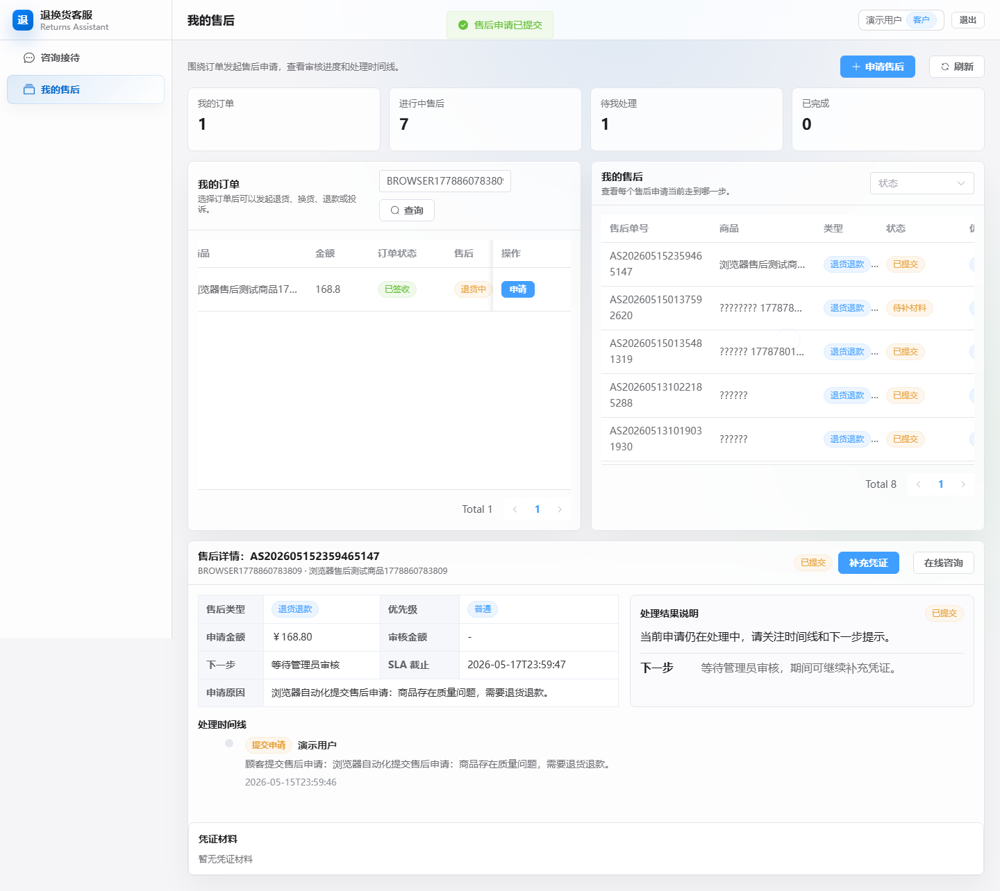 退
退换货客服
Returns Assistant
咨询接待
我的售后
我的售后
售后申请已提交
演示用户 客户
退出
围绕订单发起售后申请，查看审核进度和处理时间线。
申请售后
刷新
我的订单
1
进行中售后
7
待我处理
1
已完成
0
我的订单
选择订单后可以发起退货、换货、退款或投诉。
BROWSER1778860783809
查询
金额 订单状态 售后 操作
览器售后测试商品17... 168.8 已签收 退货中 申请
Total 1 1
我的售后
查看每个售后申请当前走到哪一步。
状态
售后单号 商品 类型 状态
AS202605152359465147 浏览器售后测试商... 退货退款 ... 已提交
AS202605150137592620 ???????? 177878... 退货退款 ... 待补材料
AS202605150135481319 ?????? 17787801... 退货退款 ... 已提交
AS202605131022185288 ?????? 退货退款 ... 已提交
AS202605131019031930 ?????? 退货退款 ... 已提交
Total 8 1
售后详情：AS202605152359465147
BROWSER1778860783809 · 浏览器售后测试商品1778860783809
已提交
补充凭证
在线咨询
售后类型 退货退款 优先级 普通
申请金额 ￥168.80 审核金额 -
下一步 等待管理员审核 SLA 截止 2026-05-17T23:59:47
申请原因 浏览器自动化提交售后申请：商品存在质量问题，需要退货退款。
处理结果说明 已提交
当前申请仍在处理中，请关注时间线和下一步提示。
下一步 等待管理员审核，期间可继续补充凭证。
处理时间线
提交申请 演示用户
顾客提交售后申请：浏览器自动化提交售后申请：商品存在质量问题，需要退货退款。
2026-05-15T23:59:46
凭证材料
暂无凭证材料